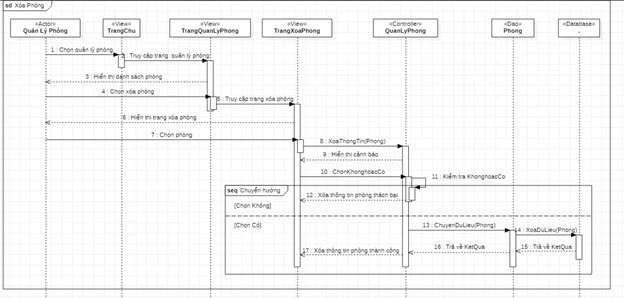 sd Xóa Phòng
«Actor»
Quản Lý Phòng
«View»
TrangChu
«View»
TrangQuanLyPhong
«View»
TrangXoaPhong
«Controller»
QuanLyPhong
«Dao»
Phong
«Database»
.
1 : Chọn quản lý phòng
2 : Truy cập trang quản lý phòng
3 : Hiển thị danh sách phòng
4 : Chọn xóa phòng
5 : Truy cập trang xóa phòng
6 : Hiển thị trang xóa phòng
7 : Chọn phòng
8 : XoaThongTin(Phong)
9 : Hiển thị cảnh báo
10 : ChonKhonghoacCo
11 : Kiểm tra KhonghoacCo
seq Chuyển hướng
12 : Xóa thông tin phòng thất bại
[Chọn Không]
[Chọn Có]
13 : ChuyenDuLieu(Phong)
14 : XoaDuLieu(Phong)
15 : Trả về KetQua
16 : Trả về KetQua
17 : Xóa thông tin phòng thành công